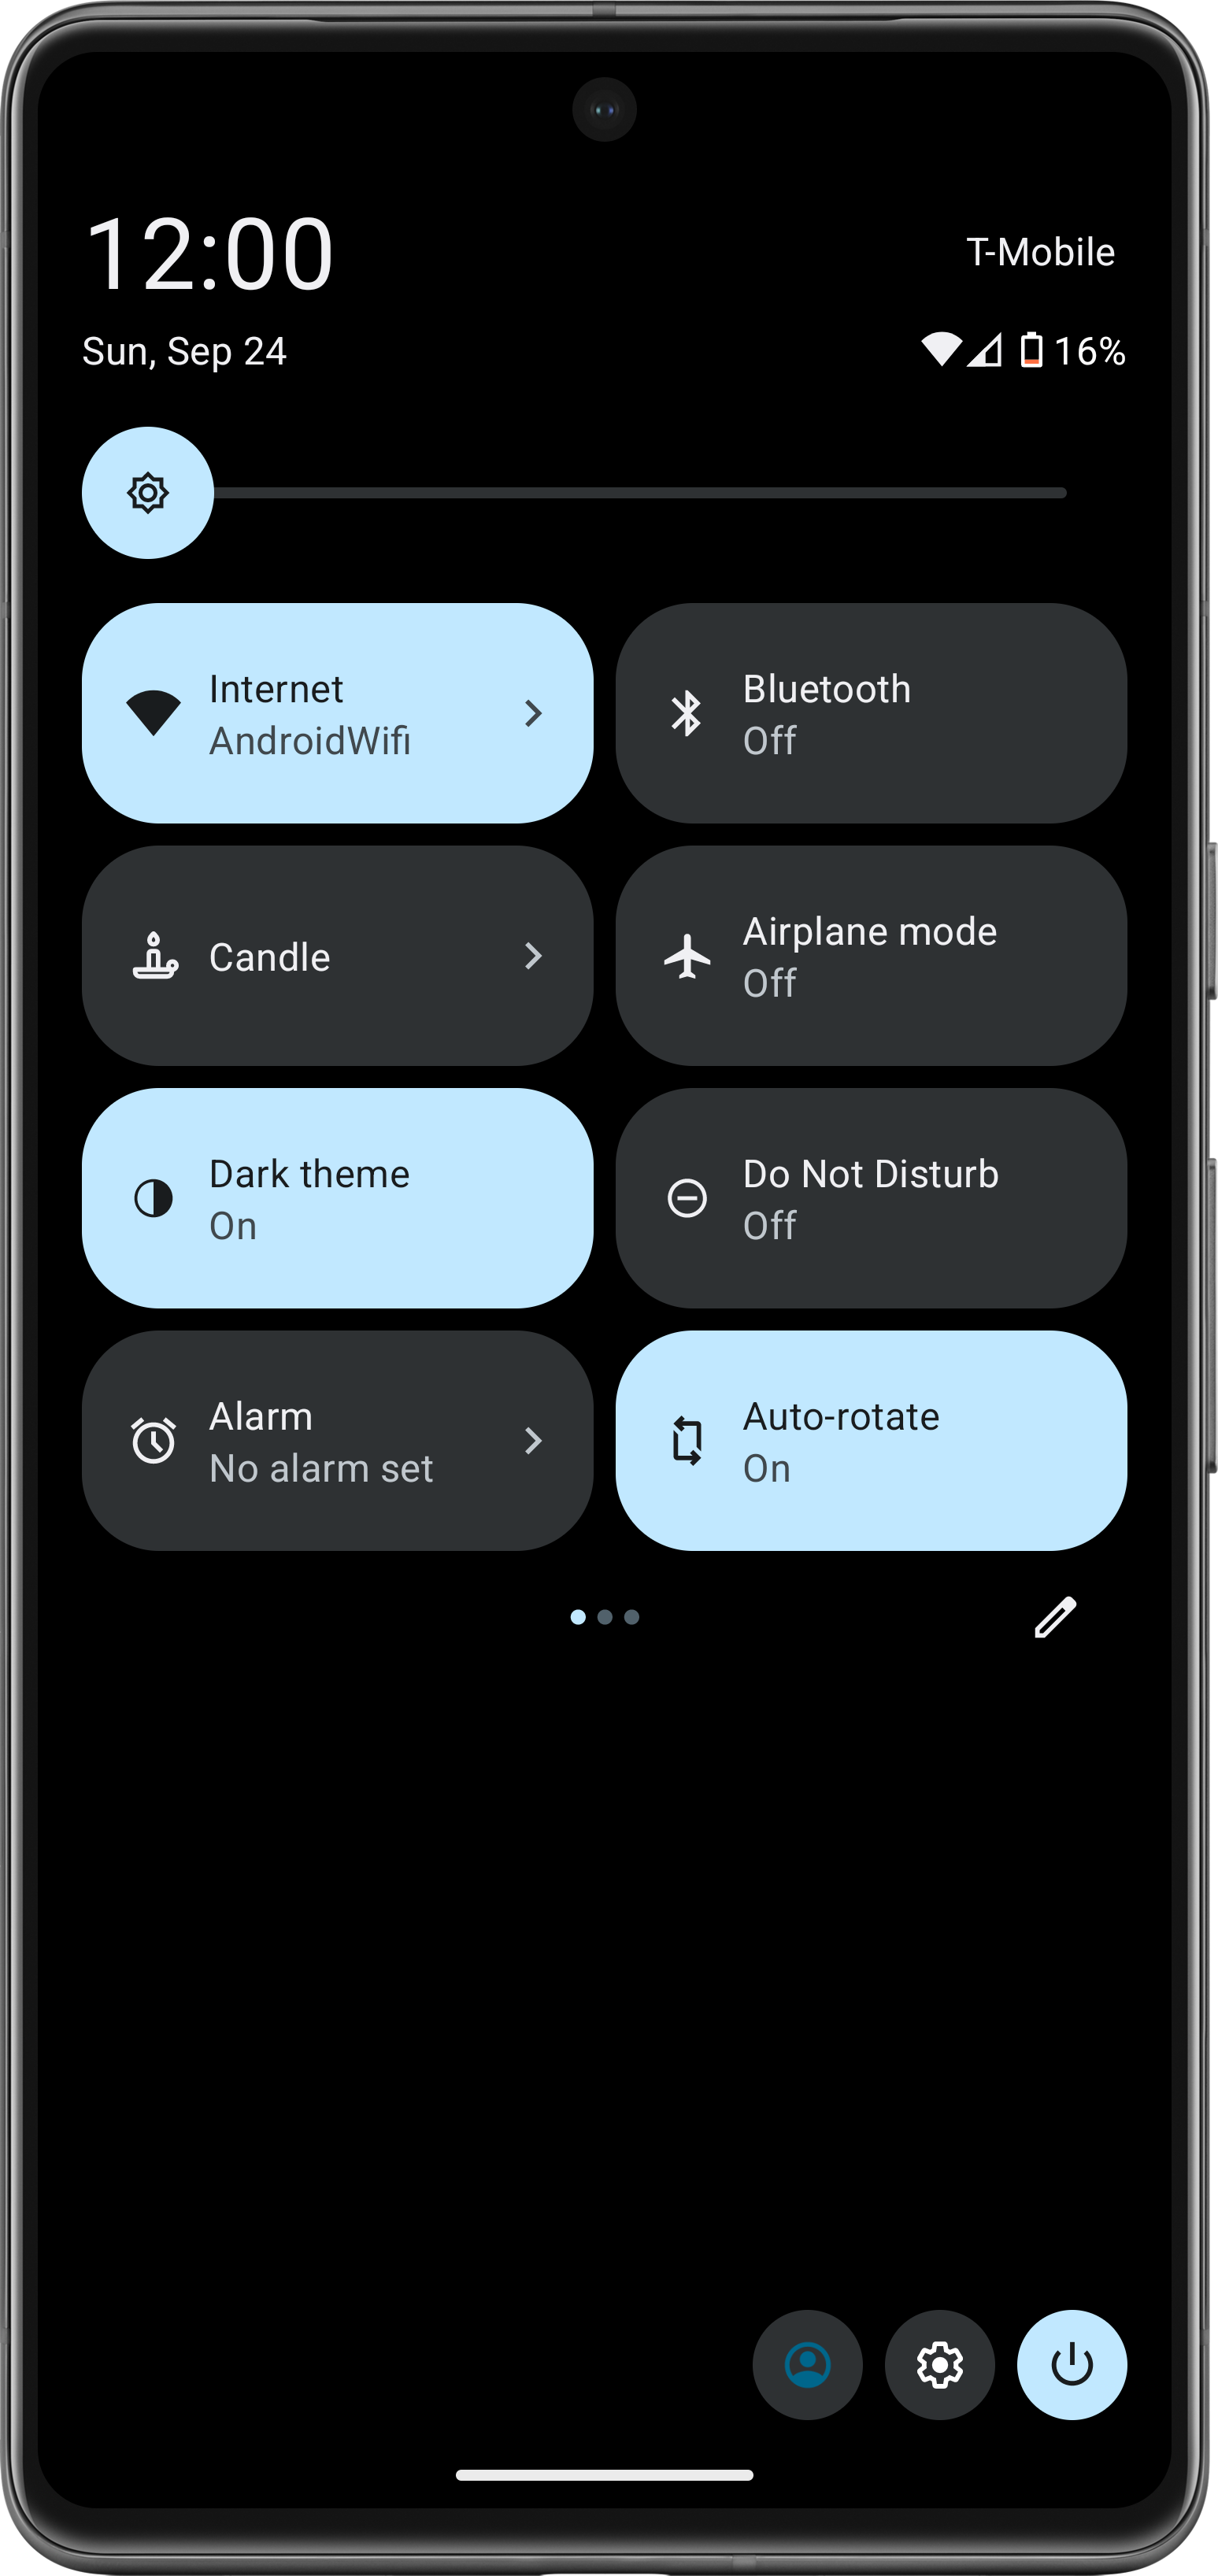 12:00
T-Mobile
Sun, Sep 24
16%
Internet
AndroidWifi
Bluetooth
Off
Candle
Airplane mode
Off
Dark theme
On
Do Not Disturb
Off
Alarm
No alarm set
Auto-rotate
On